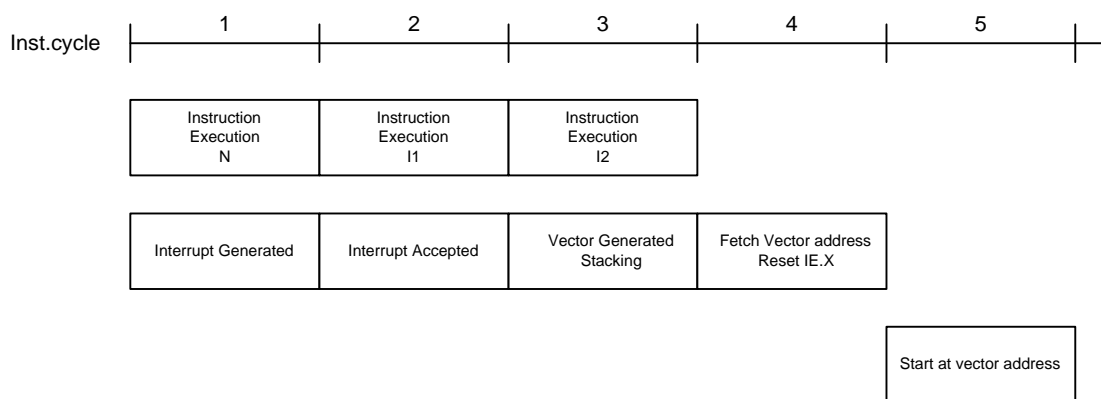 1 2 3 4 5
Inst.cycle
Instruction
Execution
N
Instruction
Execution
I1
Instruction
Execution
I2
Interrupt Generated
Interrupt Accepted
Vector Generated
Stacking
Fetch Vector address
Reset IE.X
Start at vector address